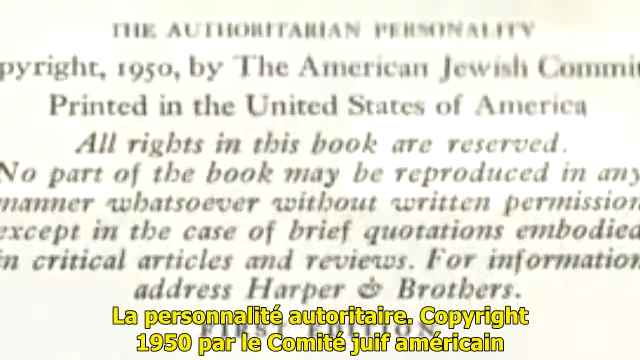 THE AUTHORITARIAN PERSONALITY
pyright, 1950, by The American Jewish Commit
Printed in the United States of America
All rights in this book are reserved.
No part of the book may be reproduced in any
manner whatsoever without written permission
except in the case of brief quotations embodied
in critical articles and reviews. For information
address Harper & Brothers.
La personnalité autoritaire. Copyright
FIRST EDITION
1950 par le Comité juif américain